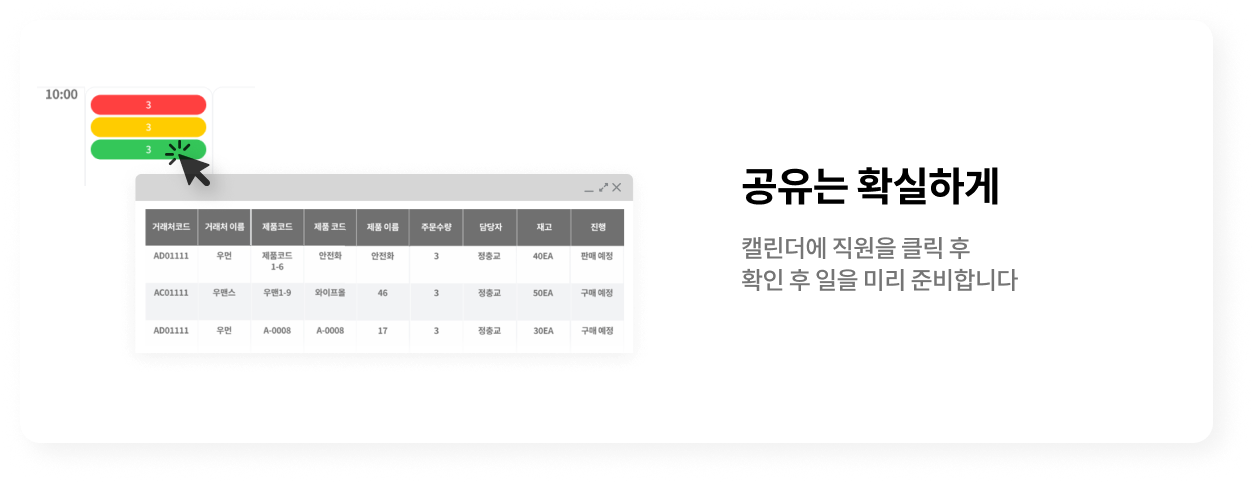 10:00
3
3
3
거래처코드 거래처 이름 제품코드 제품 코드 제품 이름 주문수량 담당자 재고 진행
AD01111 우먼 제품코드 안전화 안전화 3 정충교 40EA 판매 예정
1-6
AC01111 우맨스 우맨1-9 와이프올 46 3 정충교 50EA 구매 예정
AD01111 우먼 A-0008 A-0008 17 3 정충교 30EA 구매 예정
공유는 확실하게
캘린더에 직원을 클릭 후
확인 후 일을 미리 준비합니다